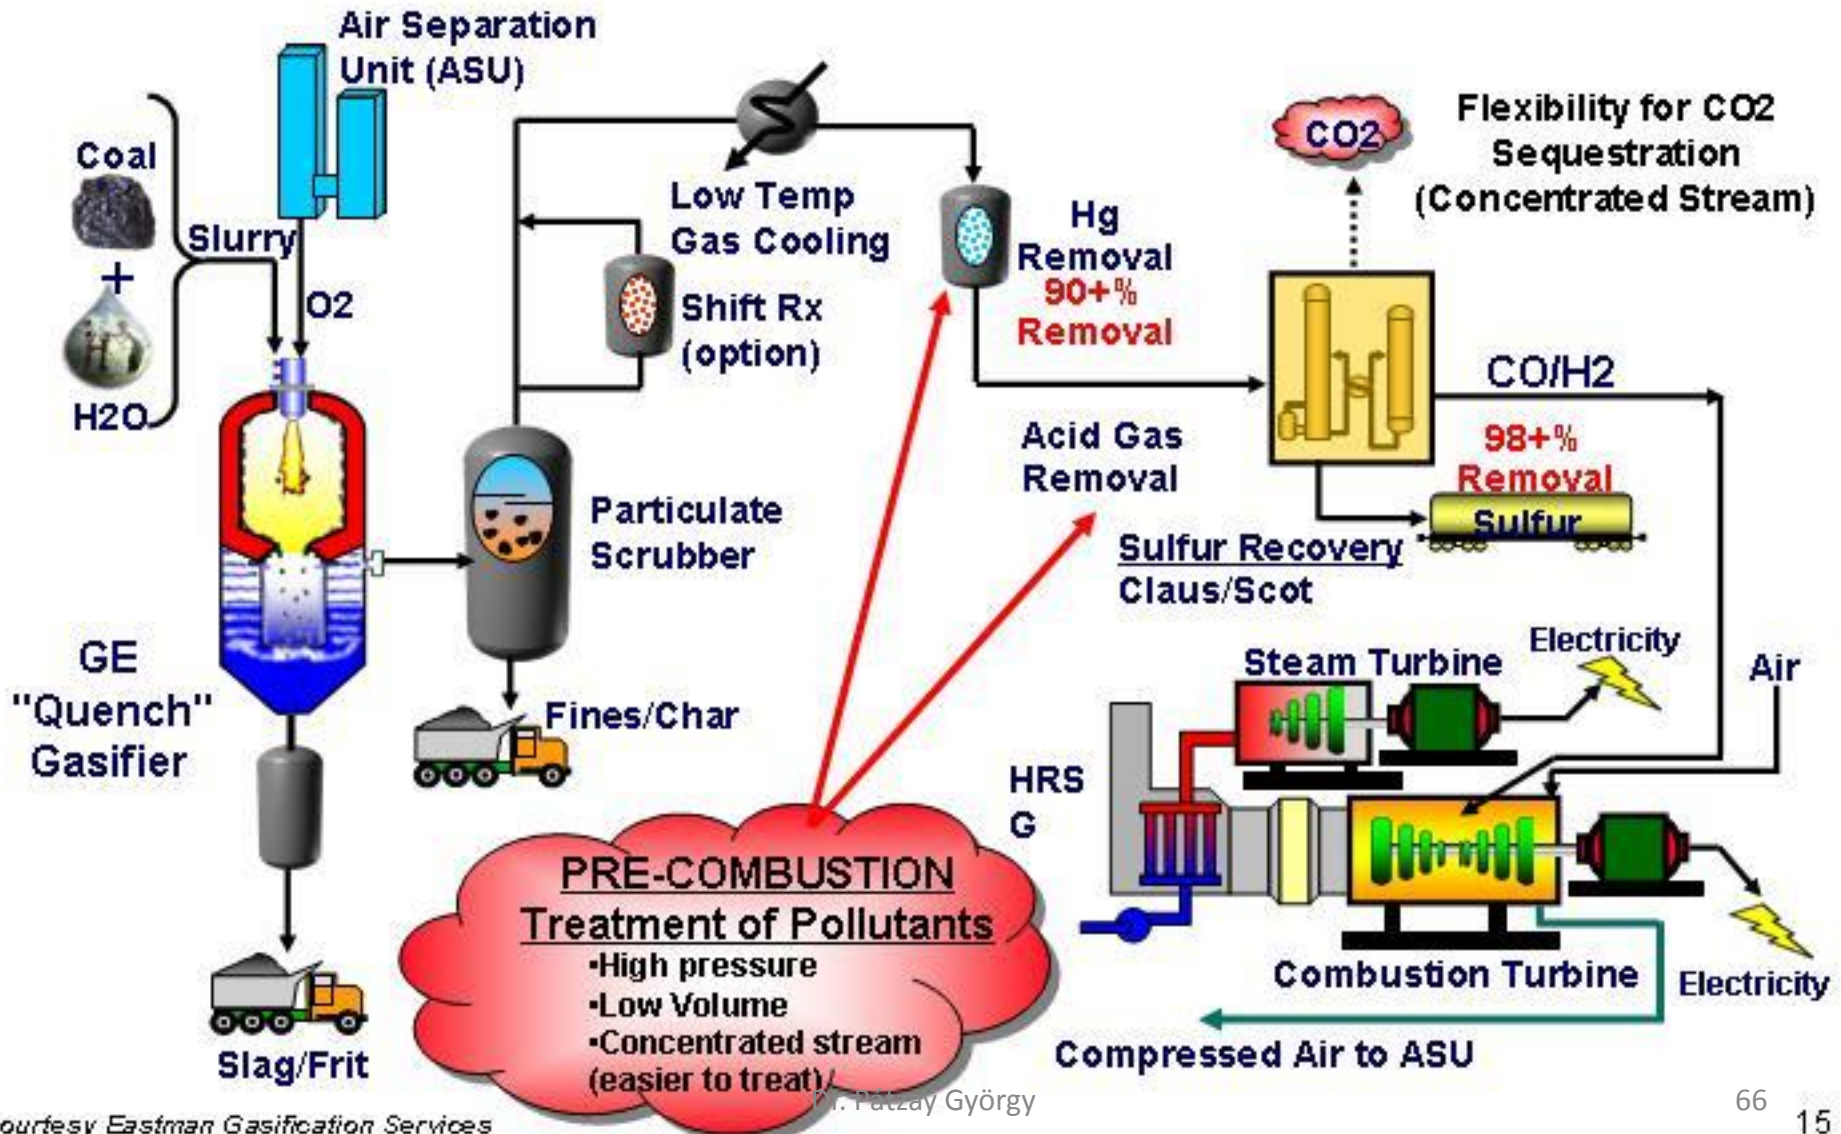 Air Separation
Unit (ASU)
Coal
+
H2O
Slurry
O2
GE
"Quench"
Gasifier
Slag/Frit
Particulate
Scrubber
Fines/Char
Low Temp
Gas Cooling
Shift Rx
(option)
Hg
Removal
90+%
Removal
CO2
Flexibility for CO2
Sequestration
(Concentrated Stream)
CO/H2
Acid Gas
Removal
98+%
Removal
Sulfur
Sulfur Recovery
Claus/Scot
Steam Turbine
Electricity
Air
HRS
G
Combustion Turbine
Electricity
Compressed Air to ASU
PRE-COMBUSTION
Treatment of Pollutants
•High pressure
•Low Volume
•Concentrated stream
(easier to treat)
Dr. Pátzay György
66
15
ourtesy Eastman Gasification Services